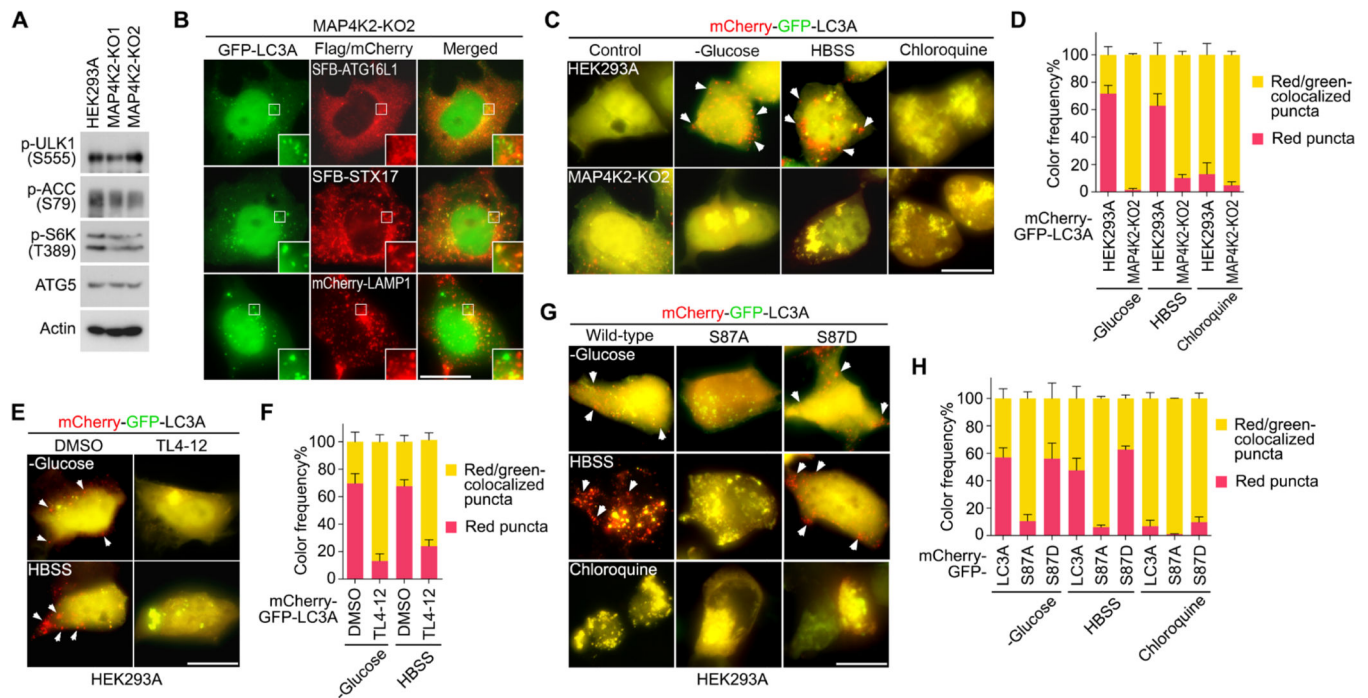 A
HEK293A
MAP4K2-KO1
MAP4K2-KO2
p-ULK1
(S555)
p-ACC
(S79)
p-S6K
(T389)
ATG5
Actin
B
MAP4K2-KO2
GFP-LC3A
Flag/mCherry
Merged
SFB-ATG16L1
SFB-STX17
mCherry-LAMP1
C
mCherry-GFP-LC3A
Control
-Glucose
HBSS
Chloroquine
HEK293A
MAP4K2-KO2
D
Color frequency%
100
80
60
40
20
0
Red/green-
colocalized
puncta
Red puncta
mCherry-
GFP-LC3A
HEK293A
MAP4K2-KO2
HEK293A
MAP4K2-KO2
HEK293A
MAP4K2-KO2
-Glucose
HBSS
Chloroquine
E
mCherry-GFP-LC3A
DMSO
TL4-12
-Glucose
HBSS
HEK293A
F
Color frequency%
100
80
60
40
20
0
Red/green-
colocalized
puncta
Red puncta
mCherry-
GFP-LC3A
DMSO
TL4-12
DMSO
TL4-12
-Glucose
HBSS
G
mCherry-GFP-LC3A
Wild-type
S87A
S87D
-Glucose
HBSS
Chloroquine
HEK293A
H
Color frequency%
100
80
60
40
20
0
Red/green-
colocalized
puncta
Red puncta
mCherry-
GFP-
LC3A
S87A
S87D
LC3A
S87A
S87D
LC3A
S87A
S87D
-Glucose
HBSS
Chloroquine